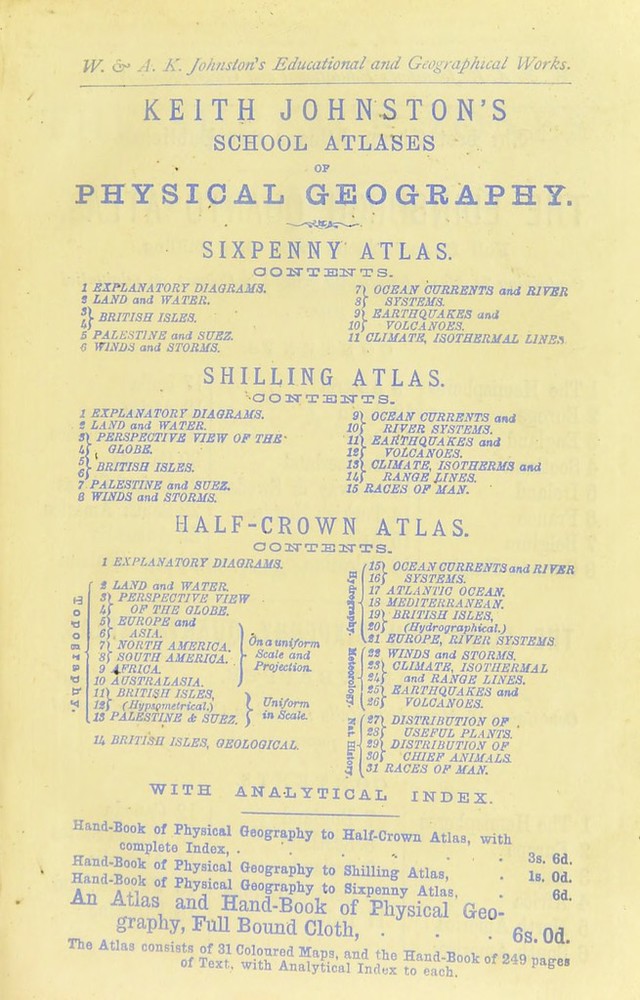 W. & A. K. Johnston's Educational and Geographical Works.
KEITH JOHNSTON'S
SCHOOL ATLASES
OF
PHYSICAL GEOGRAPHY.
SIXPENNY ATLAS.
CONTENTS.
1 EXPLANATORY DIAGRAMS.
2 LAND and WATER.
3} BRITISH ISLES.
4}
5 PALESTINE and SUEZ.
6 WINDS and STORMS.
7} OCEAN CURRENTS and RIVER
8} SYSTEMS.
9} EARTHQUAKES and
10} VOLCANOES.
11 CLIMATE, ISOTHERMAL LINES
SHILLING ATLAS.
CONTENTS.
1 EXPLANATORY DIAGRAMS.
2 LAND and WATER.
3} PERSPECTIVE VIEW OF THE
4} GLOBE.
5} BRITISH ISLES.
6}
7 PALESTINE and SUEZ.
8 WINDS and STORMS.
9} OCEAN CURRENTS and
10} RIVER SYSTEMS.
11} EARTHQUAKES and
12} VOLCANOES.
13} CLIMATE, ISOTHERMS and
14} RANGE LINES.
15 RACES OF MAN.
HALF-CROWN ATLAS.
CONTENTS.
1 EXPLANATORY DIAGRAMS.
Topography.
2 LAND and WATER.
3} PERSPECTIVE VIEW
4} OF THE GLOBE.
5} EUROPE and
6} ASIA.
7} NORTH AMERICA.
8} SOUTH AMERICA.
9 AFRICA.
10 AUSTRALASIA.
On a uniform
Scale and
Projection.
11} BRITISH ISLES,
12} (Hypsometrical.)
13 PALESTINE & SUEZ.
Uniform
in Scale.
14 BRITISH ISLES, GEOLOGICAL.
Hydrography.
15} OCEAN CURRENTS and RIVER
16} SYSTEMS.
17 ATLANTIC OCEAN.
18 MEDITERRANEAN.
19} BRITISH ISLES,
20} (Hydrographical.)
21 EUROPE, RIVER SYSTEMS
Meteorology.
22 WINDS and STORMS.
23} CLIMATE, ISOTHERMAL
24} and RANGE LINES.
25} EARTHQUAKES and
26} VOLCANOES.
Nat. History.
27} DISTRIBUTION OF
28} USEFUL PLANTS.
29} DISTRIBUTION OF
30} CHIEF ANIMALS.
31 RACES OF MAN.
WITH ANALYTICAL INDEX.
Hand-Book of Physical Geography to Half-Crown Atlas, with
complete Index, . . . . . 3s. 6d.
Hand-Book of Physical Geography to Shilling Atlas, . 1s. 0d.
Hand-Book of Physical Geography to Sixpenny Atlas, . 6d.
An Atlas and Hand-Book of Physical Geo-
graphy, Full Bound Cloth, . . . 6s. 0d.
The Atlas consists of 31 Coloured Maps, and the Hand-Book of 249 pages
of Text, with Analytical Index to each.